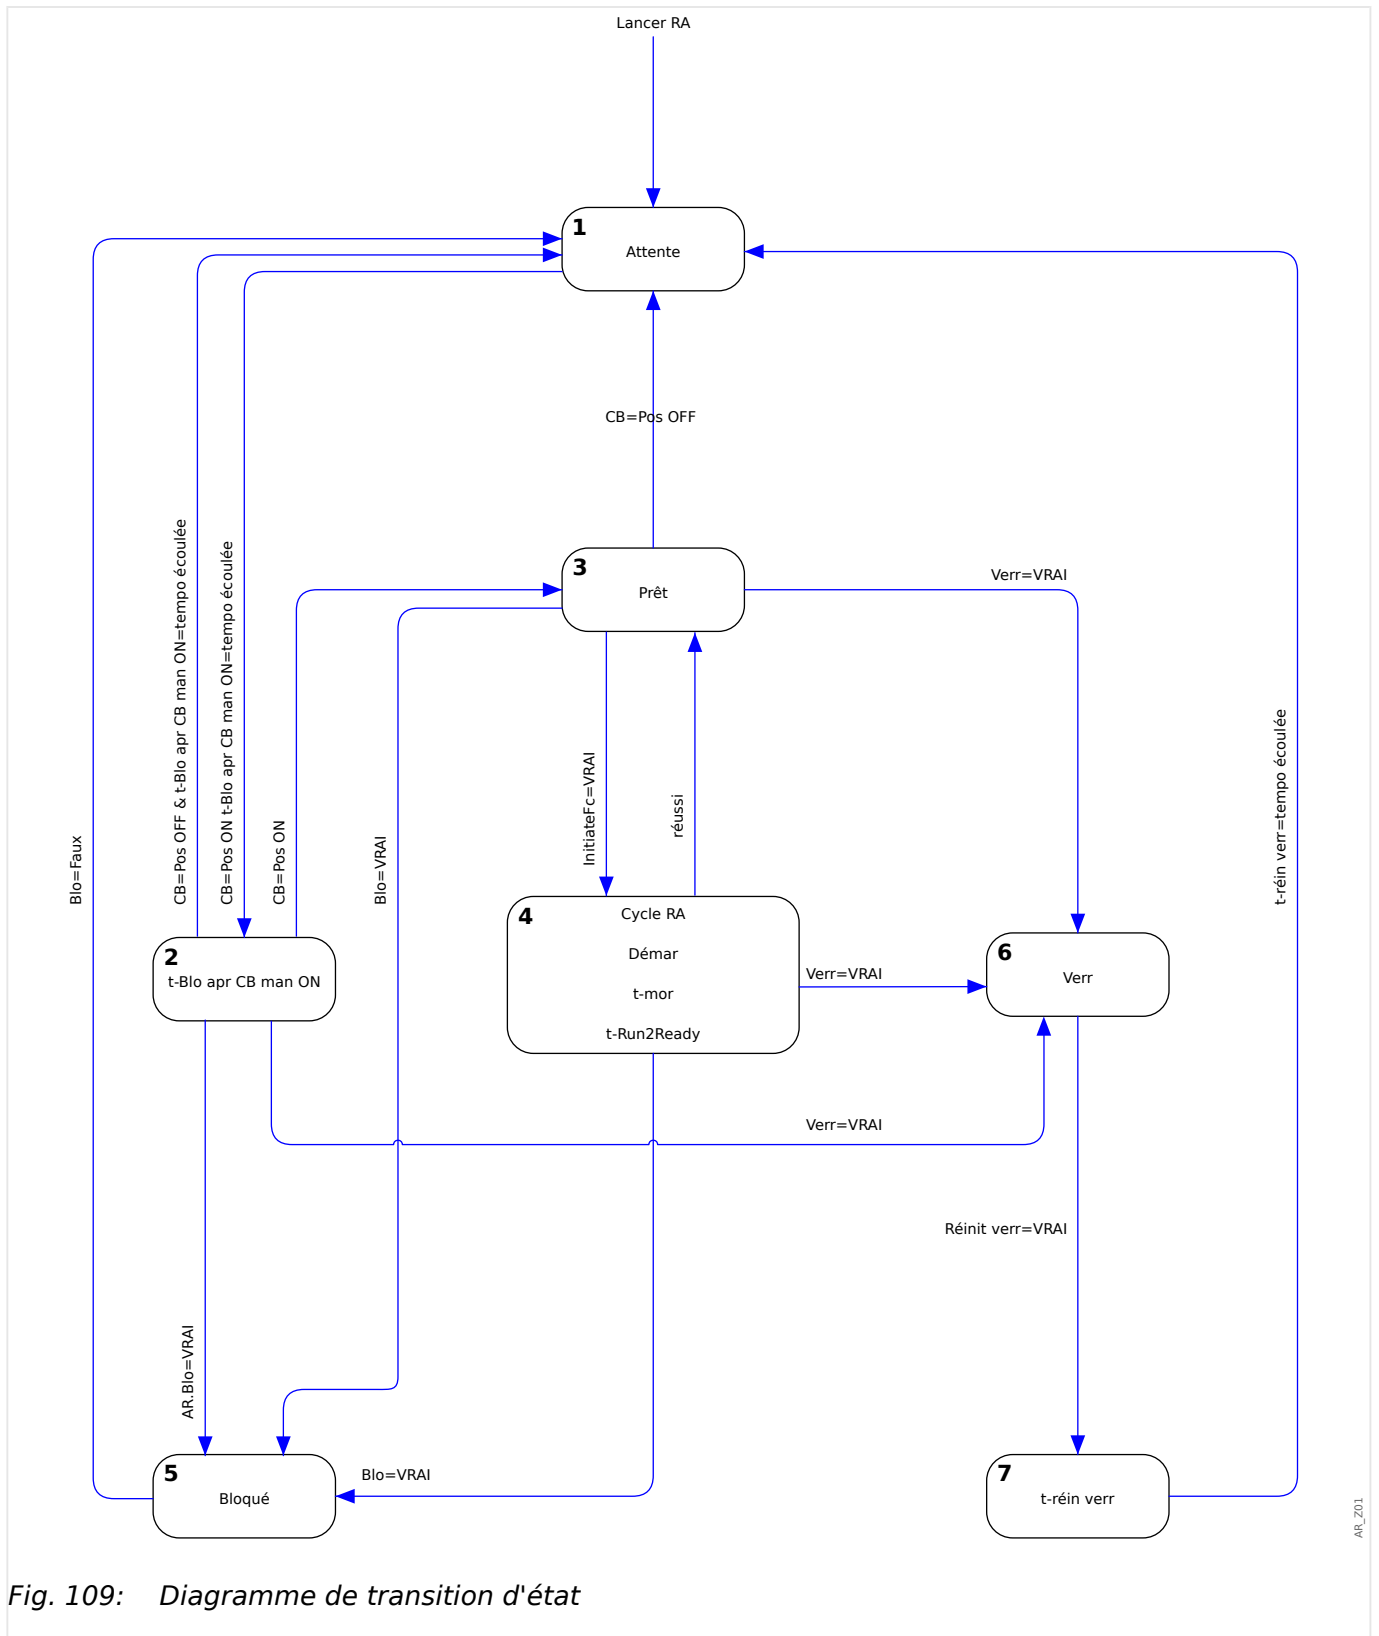 Lancer RA
1
Attente
CB=Pos OFF
3
Prêt
Verr=VRAI
CB=Pos OFF & t-Blo apr CB man ON=tempo écoulée
CB=Pos ON t-Blo apr CB man ON=tempo écoulée
CB=Pos ON
Blo=Faux
Blo=VRAI
InitiateFc=VRAI
réussi
t-réin verr=tempo écoulée
2
t-Blo apr CB man ON
4
Cycle RA
Démar
t-mor
t-Run2Ready
Verr=VRAI
6
Verr
Verr=VRAI
Réinit verr=VRAI
AR.Blo=VRAI
5
Bloqué
Blo=VRAI
7
t-réin verr
AR_Z01
Fig. 109: Diagramme de transition d'état